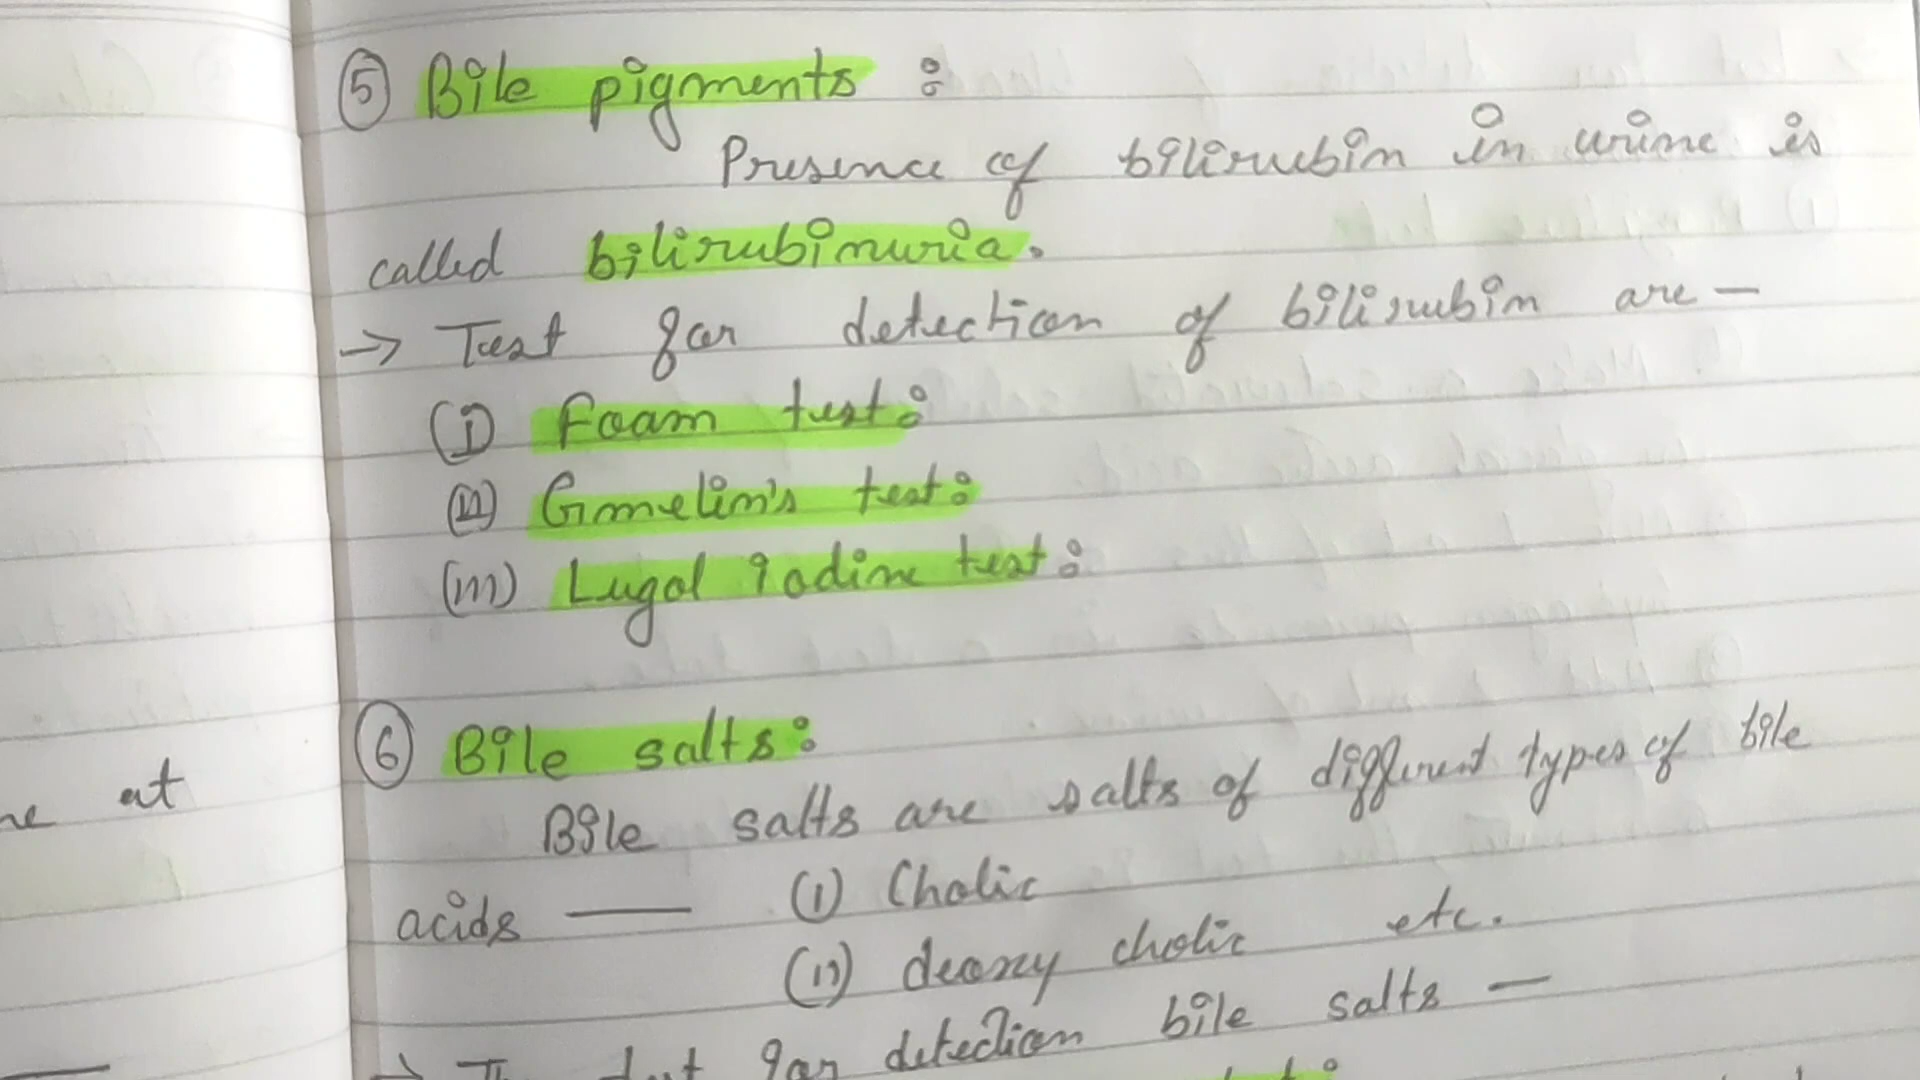 ⑤ Bile pigments :
Presence of bilirubin in urine is
called bilirubinuria.
→ Test for detection of bilirubin are —
(I) Foam test:
(II) Gmelin's test:
(III) Lugol iodine test:
⑥ Bile salts:
Bile salts are salts of different types of bile
acids — (I) Cholic
(II) deoxy cholic etc.
at
detection bile salts —